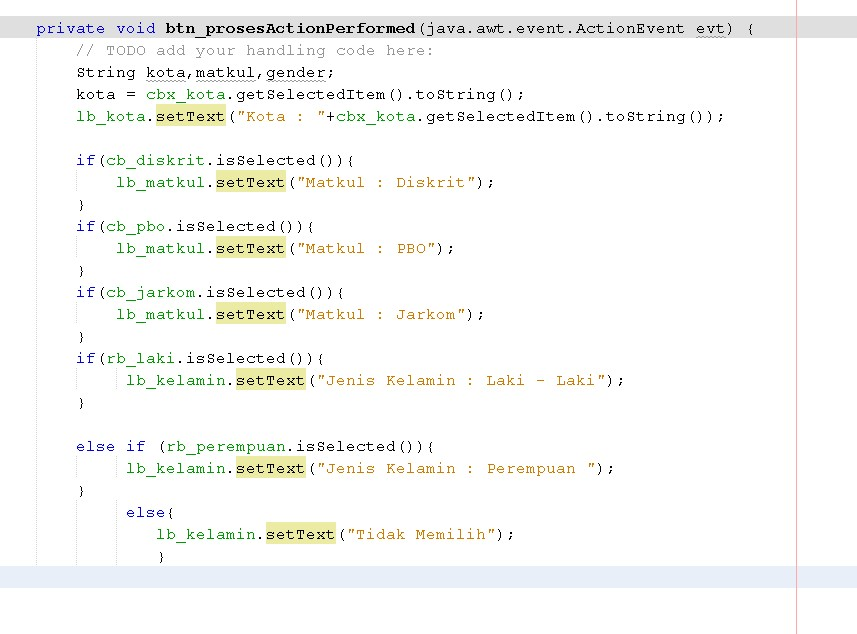 private void btn_prosesActionPerformed(java.awt.event.ActionEvent evt) {
// TODO add your handling code here:
String kota,matkul,gender;
kota = cbx_kota.getSelectedItem().toString();
lb_kota.setText("Kota : "+cbx_kota.getSelectedItem().toString());
if(cb_diskrit.isSelected()){
lb_matkul.setText("Matkul : Diskrit");
}
if(cb_pbo.isSelected()){
lb_matkul.setText("Matkul : PBO");
}
if(cb_jarkom.isSelected()){
lb_matkul.setText("Matkul : Jarkom");
}
if(rb_laki.isSelected()){
lb_kelamin.setText("Jenis Kelamin : Laki - Laki");
}
else if (rb_perempuan.isSelected()){
lb_kelamin.setText("Jenis Kelamin : Perempuan ");
}
else{
lb_kelamin.setText("Tidak Memilih");
}